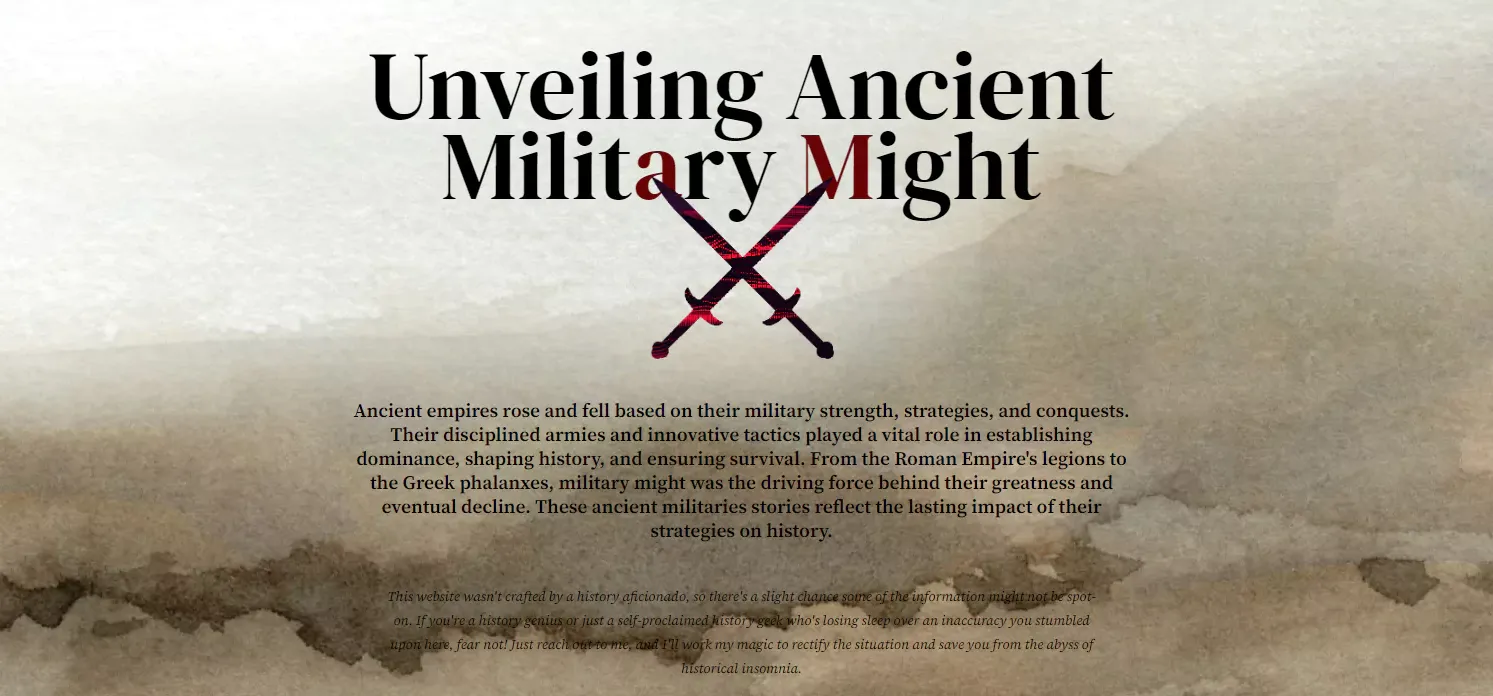 Unveiling Ancient
Military Might
Ancient empires rose and fell based on their military strength, strategies, and conquests.
Their disciplined armies and innovative tactics played a vital role in establishing
dominance, shaping history, and ensuring survival. From the Roman Empire's legions to
the Greek phalanxes, military might was the driving force behind their greatness and
eventual decline. These ancient militaries stories reflect the lasting impact of their
strategies on history.
This website wasn't crafted by a history aficionado, so there's a slight chance some of the information might not be spot-
on. If you're a history genius or just a self-proclaimed history geek who's losing sleep over an inaccuracy you stumbled
upon here, fear not! Just reach out to me, and I'll work my magic to rectify the situation and save you from the abyss of
historical insomnia.